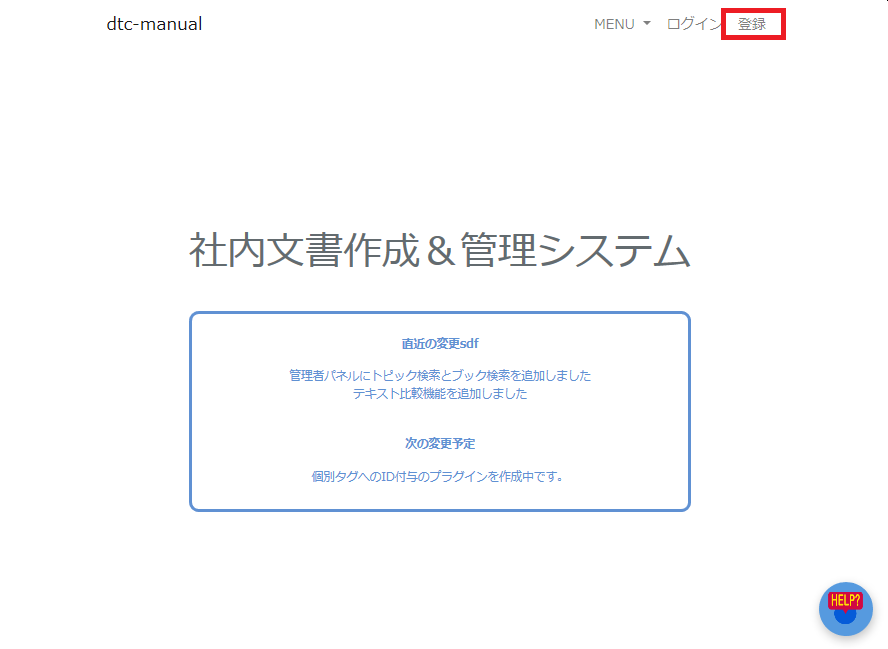 dtc-manual
MENU
ログイン
登録
社内文書作成＆管理システム
直近の変更sdf
管理者パネルにトピック検索とブック検索を追加しました
テキスト比較機能を追加しました
次の変更予定
個別タグへのID付与のプラグインを作成中です。
HELP?